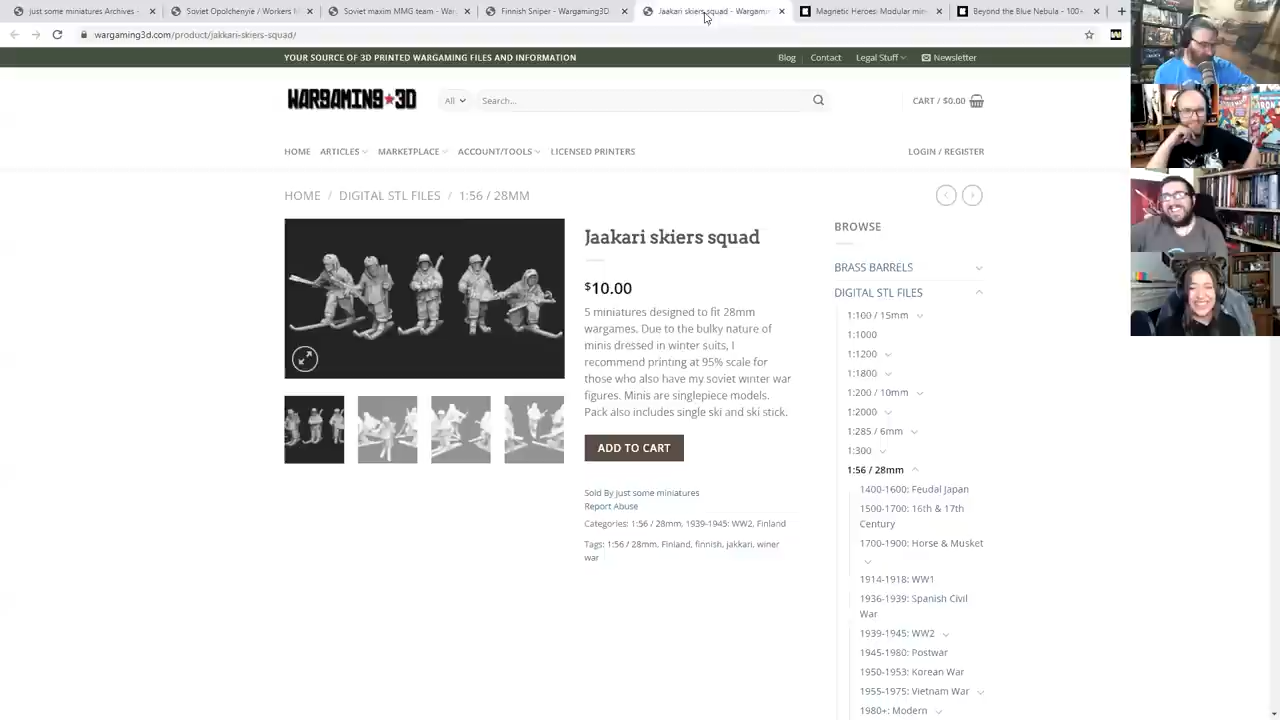 just some miniatures Archives -
Soviet Opolchenyie / Workers M
Soviet maxim MMG team - War
Finnish Sniper - Wargaming3D
Jaakari skiers squad - Wargamin
Magnetic Heroes: Modular mini
Beyond the Blue Nebula - 100+
wargaming3d.com/product/jakkari-skiers-squad/
YOUR SOURCE OF 3D PRINTED WARGAMING FILES AND INFORMATION
Blog
Contact
Legal Stuff
Newsletter
WARGAMING★3D
All
Search...
CART / $0.00
HOME
ARTICLES
MARKETPLACE
ACCOUNT/TOOLS
LICENSED PRINTERS
LOGIN / REGISTER
HOME / DIGITAL STL FILES / 1:56 / 28MM
Jaakari skiers squad
$10.00
5 miniatures designed to fit 28mm
wargames. Due to the bulky nature of
minis dressed in winter suits, I
recommend printing at 95% scale for
those who also have my soviet winter war
figures. Minis are singlepiece models.
Pack also includes single ski and ski stick.
ADD TO CART
Sold By Just some miniatures
Report Abuse
Categories: 1:56 / 28mm, 1939-1945: WW2, Finland
Tags: 1:56 / 28mm, Finland, finnish, jakkari, winer
war
BROWSE
BRASS BARRELS
DIGITAL STL FILES
1:100 / 15mm
1:1000
1:1200
1:1800
1:200 / 10mm
1:2000
1:285 / 6mm
1:300
1:56 / 28mm
1400-1600: Feudal Japan
1500-1700: 16th & 17th
Century
1700-1900: Horse & Musket
1914-1918: WW1
1936-1939: Spanish Civil
War
1939-1945: WW2
1945-1980: Postwar
1950-1953: Korean War
1955-1975: Vietnam War
1980+: Modern